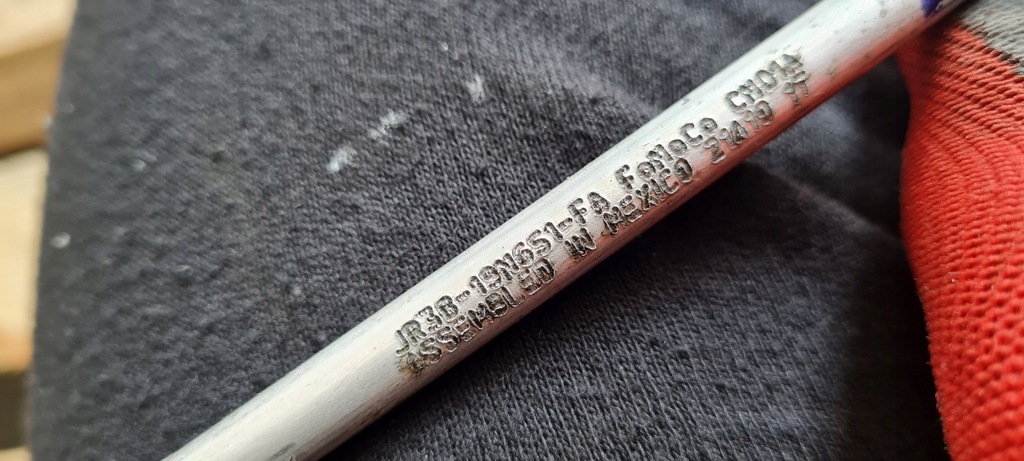 JR3B-19N651-FA FoMoCo CH01A
ASSEMBLED IN MEXICO